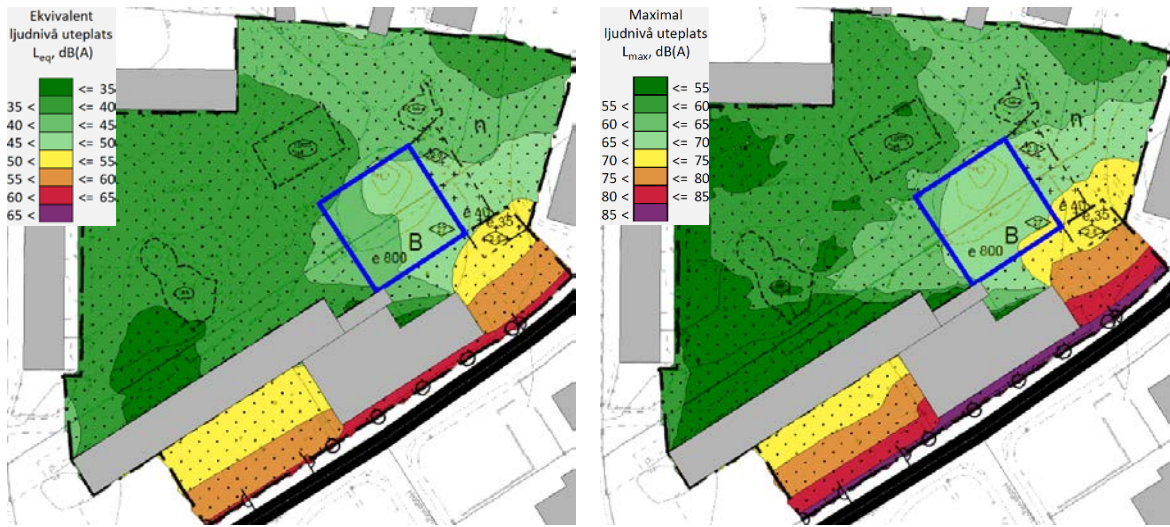 Ekvivalent
ljudnivå uteplats
Leq, dB(A)
<= 35
35 < <= 40
40 < <= 45
45 < <= 50
50 < <= 55
55 < <= 60
60 < <= 65
65 <
n
B
e 800
e 40
e 35
Maximal
ljudnivå uteplats
Lmax, dB(A)
<= 55
55 < <= 60
60 < <= 65
65 < <= 70
70 < <= 75
75 < <= 80
80 < <= 85
85 <
n
B
e 800
e 40
e 35